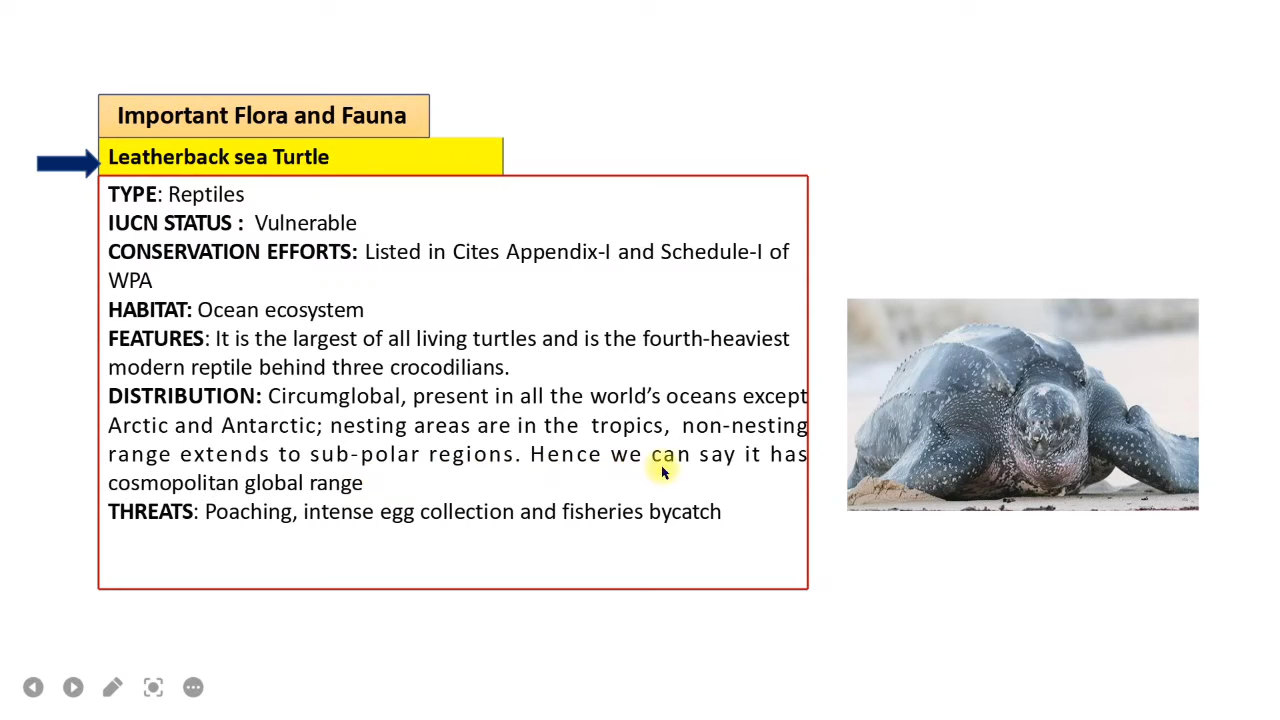 Important Flora and Fauna
Leatherback sea Turtle
TYPE: Reptiles
IUCN STATUS : Vulnerable
CONSERVATION EFFORTS: Listed in Cites Appendix-I and Schedule-I of
WPA
HABITAT: Ocean ecosystem
FEATURES: It is the largest of all living turtles and is the fourth-heaviest
modern reptile behind three crocodilians.
DISTRIBUTION: Circumglobal, present in all the world’s oceans except
Arctic and Antarctic; nesting areas are in the tropics, non-nesting
range extends to sub-polar regions. Hence we can say it has
cosmopolitan global range
THREATS: Poaching, intense egg collection and fisheries bycatch